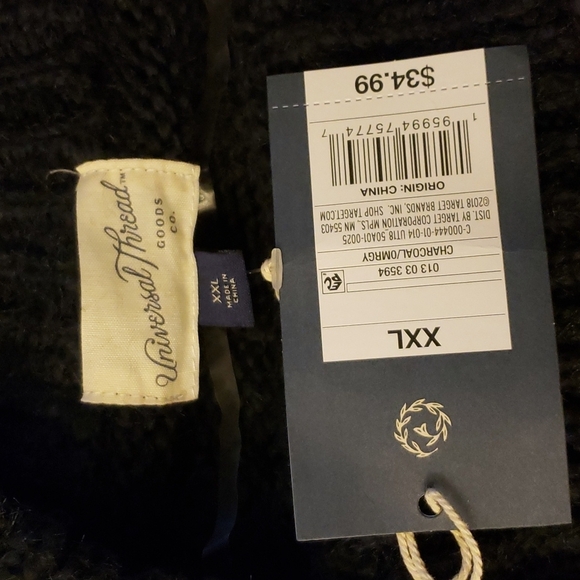 Universal Thread™
GOODS
CO.
XXL
MADE IN
CHINA
XXL
013 03 3594
CHARCOAL/OMRGY
C-000444-01-014 UT18 50A01-0025
DIST. BY TARGET CORPORATION MPLS., MN 55403
©2018 TARGET BRANDS, INC. SHOP TARGET.COM
ORIGIN: CHINA
1 95994 75774 7
$34.99